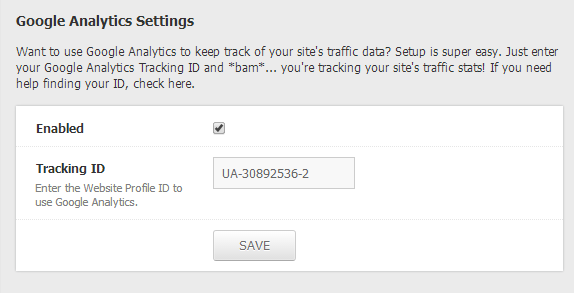 Google Analytics Settings
Want to use Google Analytics to keep track of your site's traffic data? Setup is super easy. Just enter
your Google Analytics Tracking ID and *bam*... you're tracking your site's traffic stats! If you need
help finding your ID, check here.
Enabled
Tracking ID
UA-30892536-2
Enter the Website Profile ID to
use Google Analytics.
SAVE